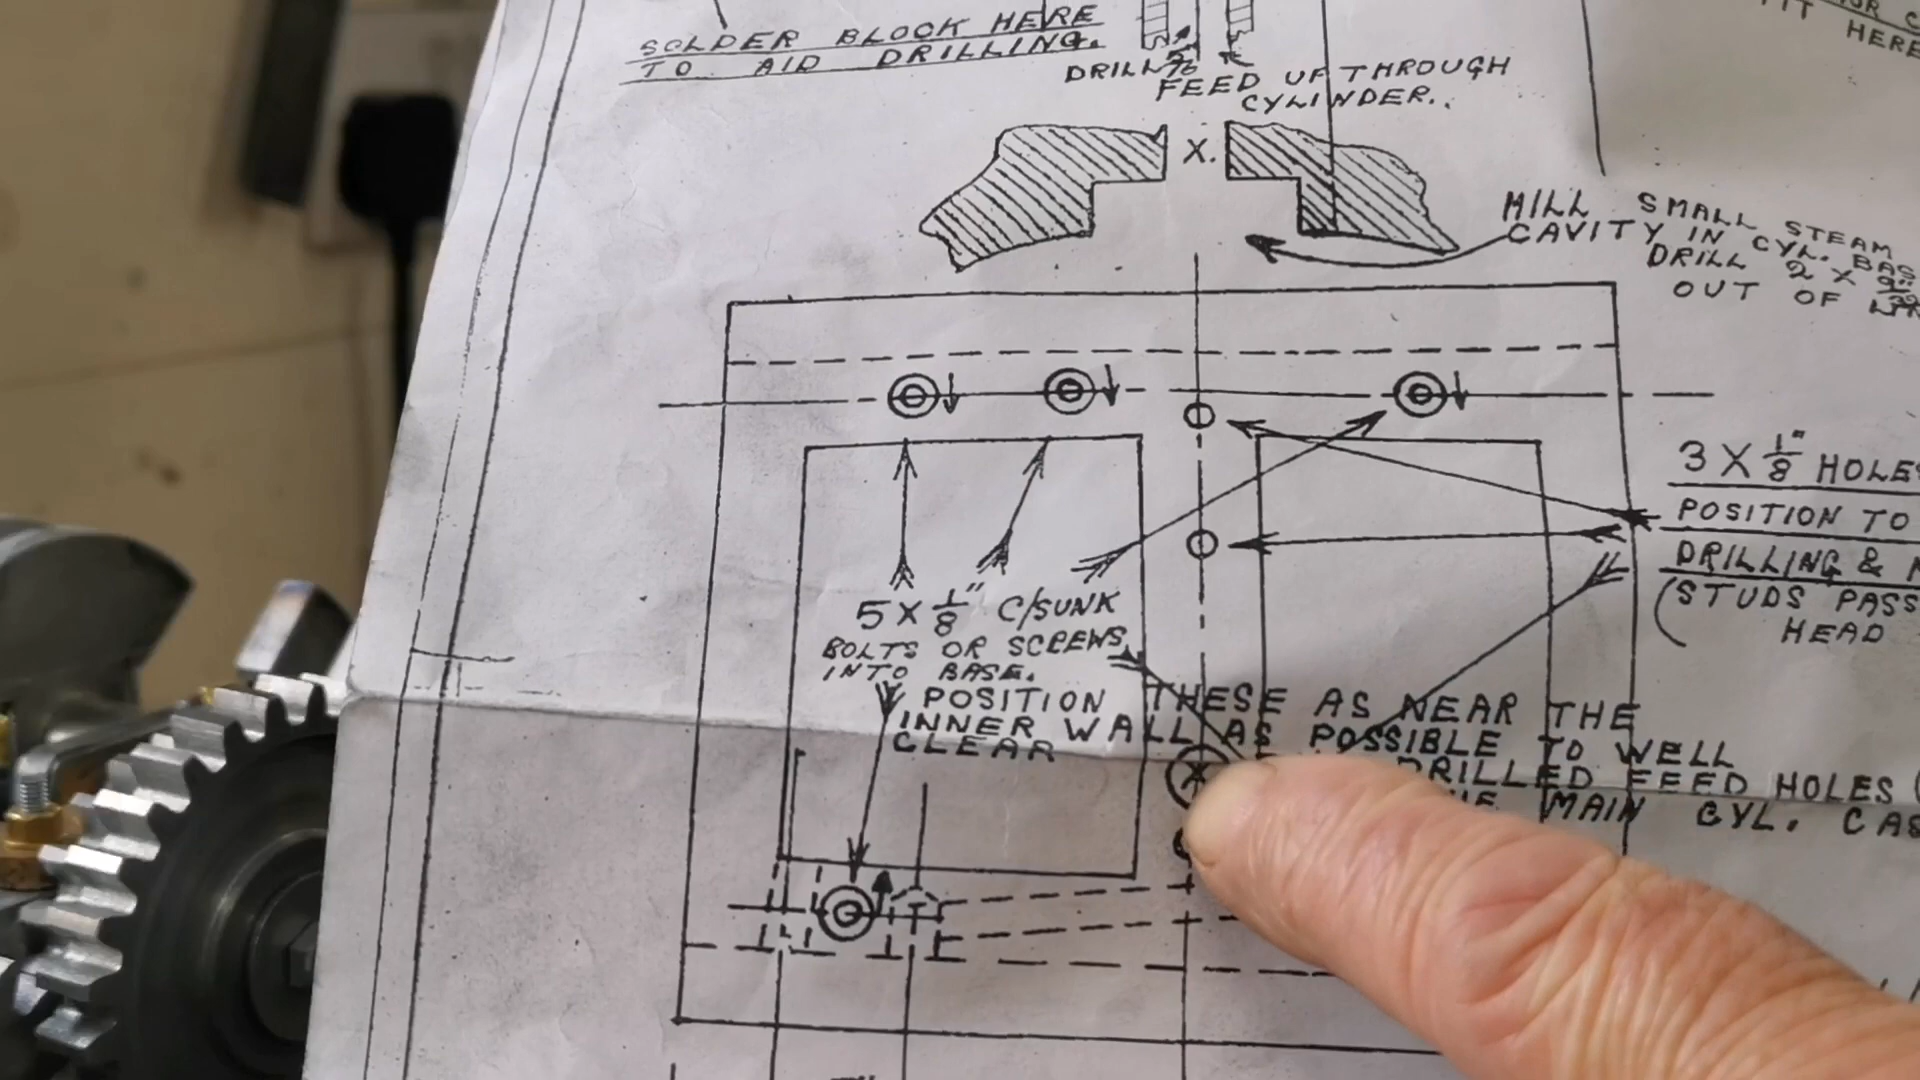 SOLDER BLOCK HERE
TO AID DRILLING.
DRILL
FEED UP THROUGH
CYLINDER..
HERE
X.
MILL SMALL STEAM
CAVITY IN CYL. BAS
DRILL 2 X
OUT OF
3 X 1/8" HOLES
POSITION TO
DRILLING &
(STUDS PASS
HEAD
5 X 1/8" C/SUNK
BOLTS OR SCREWS
INTO BASE.
POSITION THESE AS NEAR THE
INNER WALL AS POSSIBLE TO WELL
CLEAR DRILLED FEED HOLES
MAIN CYL. CAS
X